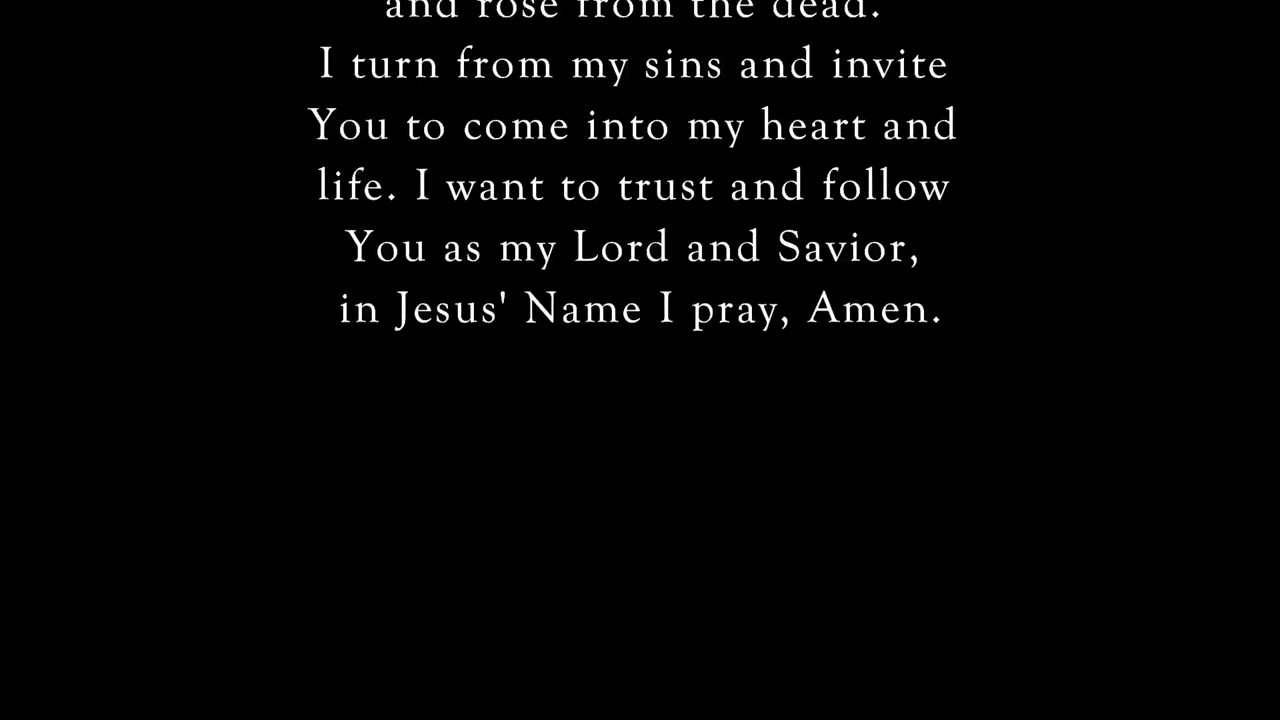 and rose from the dead.
I turn from my sins and invite
You to come into my heart and
life. I want to trust and follow
You as my Lord and Savior,
in Jesus' Name I pray, Amen.